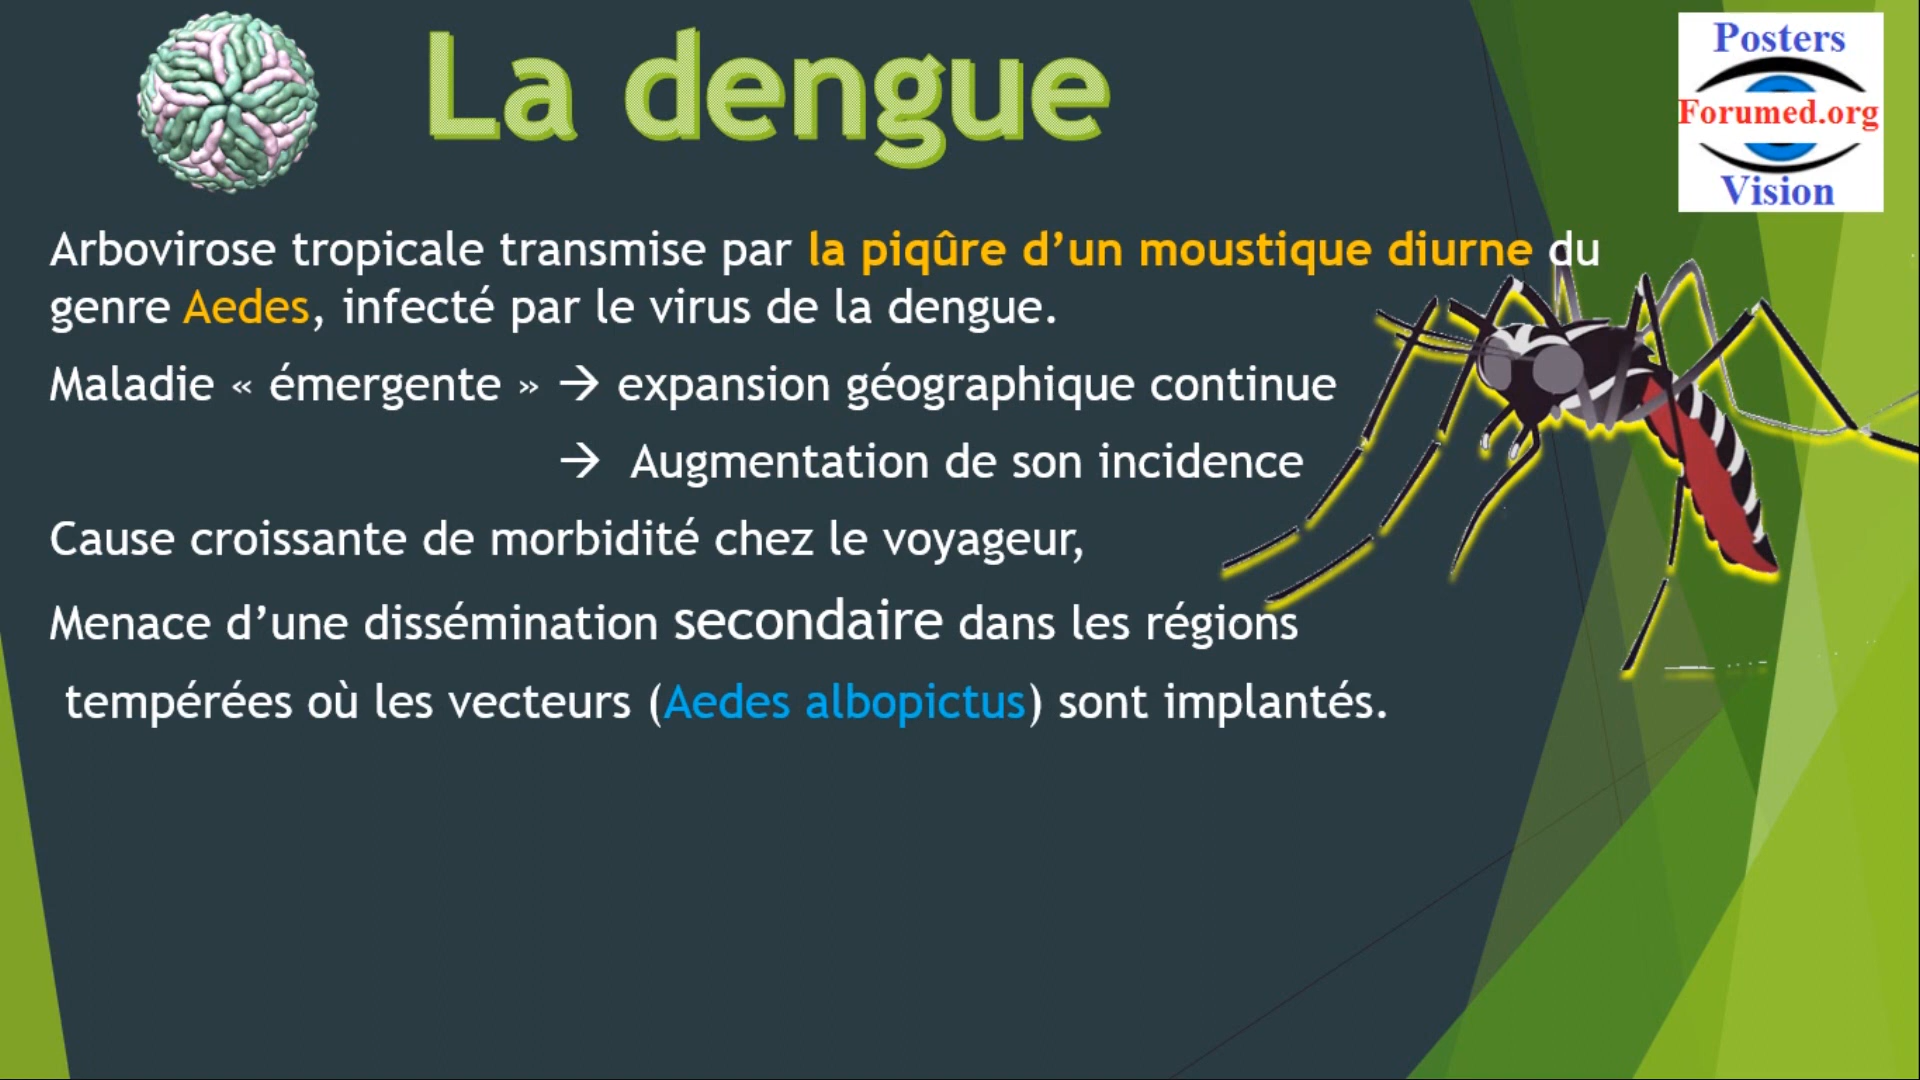 La dengue
Posters
Forumed.org
Vision
Arbovirose tropicale transmise par la piqûre d’un moustique diurne du
genre Aedes, infecté par le virus de la dengue.
Maladie « émergente » → expansion géographique continue
→ Augmentation de son incidence
Cause croissante de morbidité chez le voyageur,
Menace d’une dissémination secondaire dans les régions
tempérées où les vecteurs (Aedes albopictus) sont implantés.